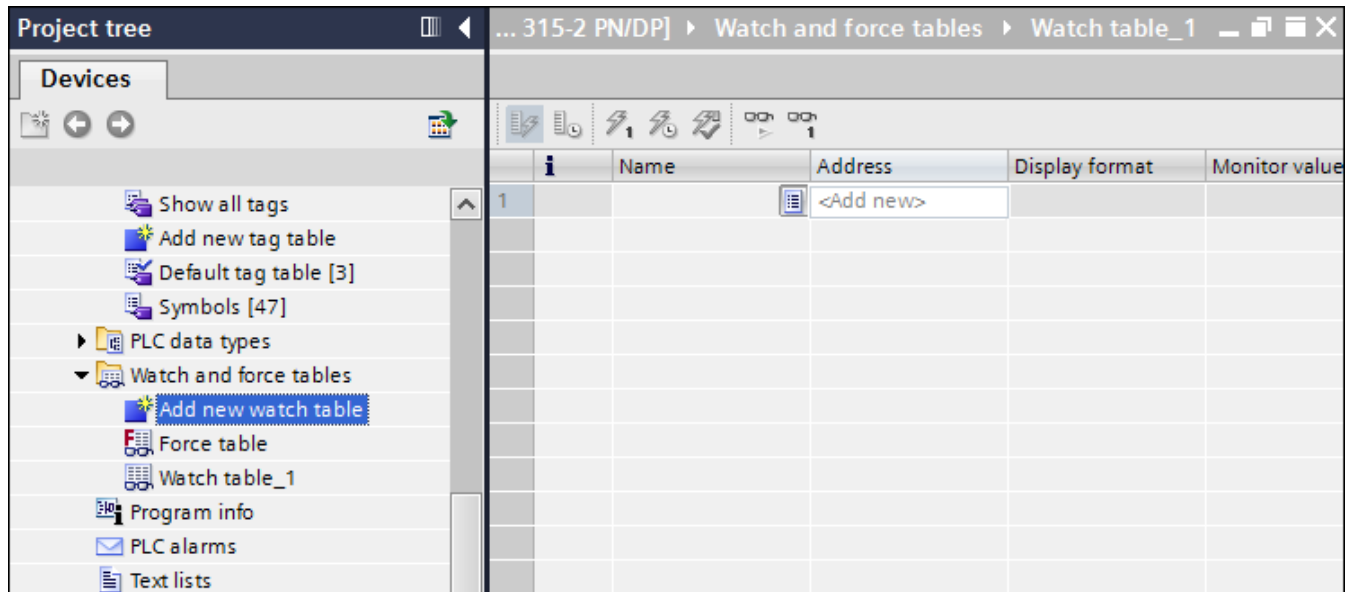 Project tree
... 315-2 PN/DP] Watch and force tables Watch table_1
Devices
i Name Address Display format Monitor value
1 <Add new>
Show all tags
Add new tag table
Default tag table [3]
Symbols [47]
PLC data types
Watch and force tables
Add new watch table
Force table
Watch table_1
Program info
PLC alarms
Text lists